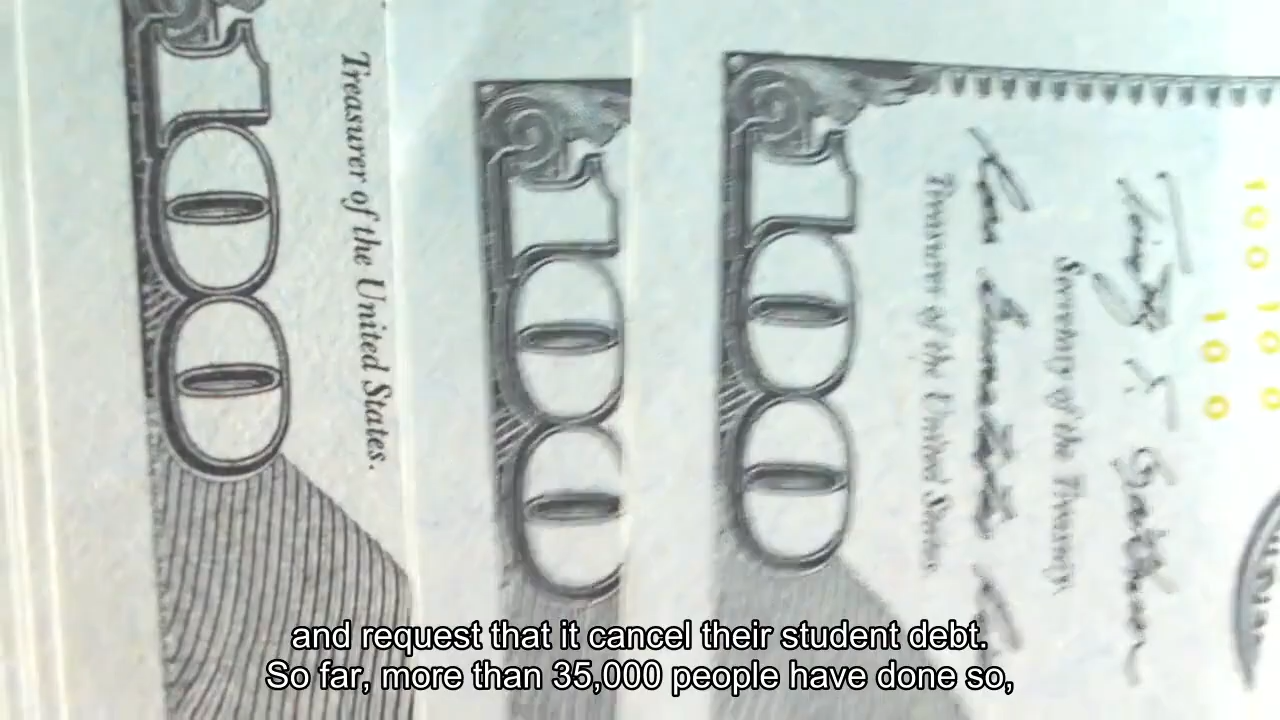 100
Treasurer of the United States.
100
100
Treasurer of the United States.
Secretary of the Treasury.
100100
100
and request that it cancel their student debt.
So far, more than 35,000 people have done so,